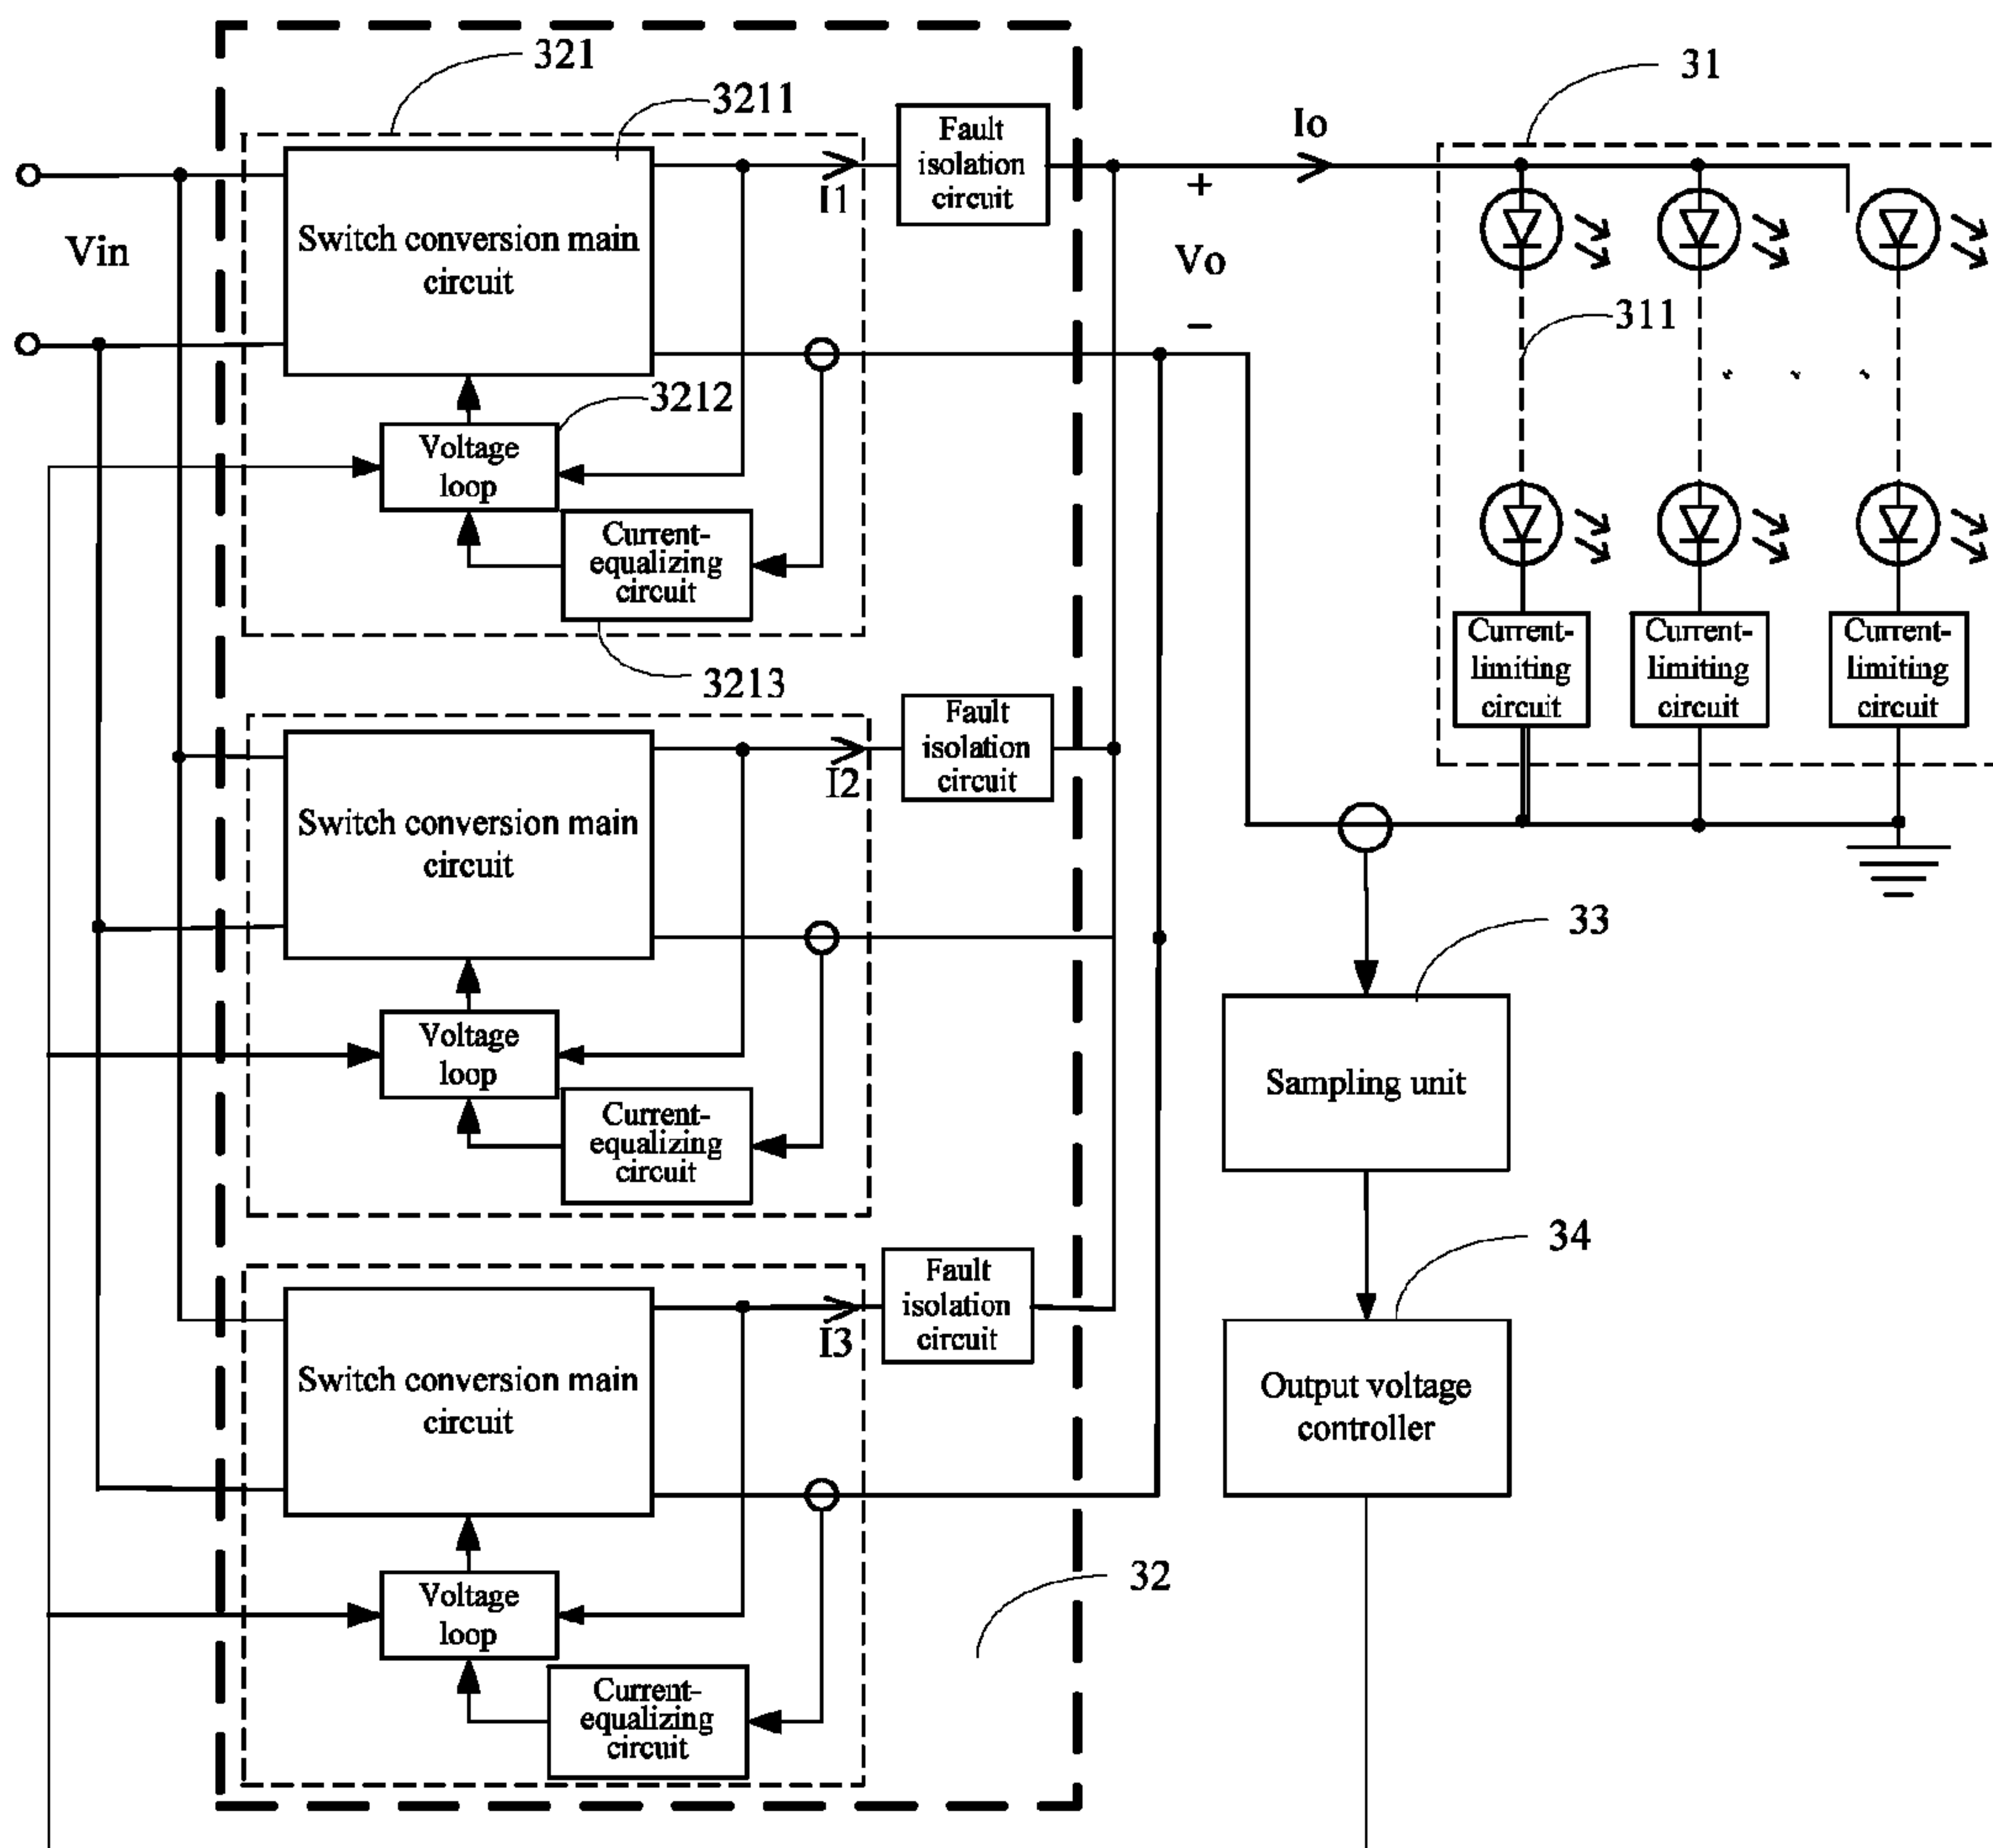 321
3211
Fault
isolation
circuit
Io
31
I1
Switch conversion main
circuit
Vin
+
Vo
−
311
3212
Voltage
loop
Current-
equalizing
circuit
3213
Current-
limiting
circuit
Current-
limiting
circuit
Current-
limiting
circuit
Fault
isolation
circuit
I2
Switch conversion main
circuit
33
Voltage
loop
Sampling unit
Current-
equalizing
circuit
34
Fault
isolation
circuit
I3
Switch conversion main
circuit
Output voltage
controller
32
Voltage
loop
Current-
equalizing
circuit